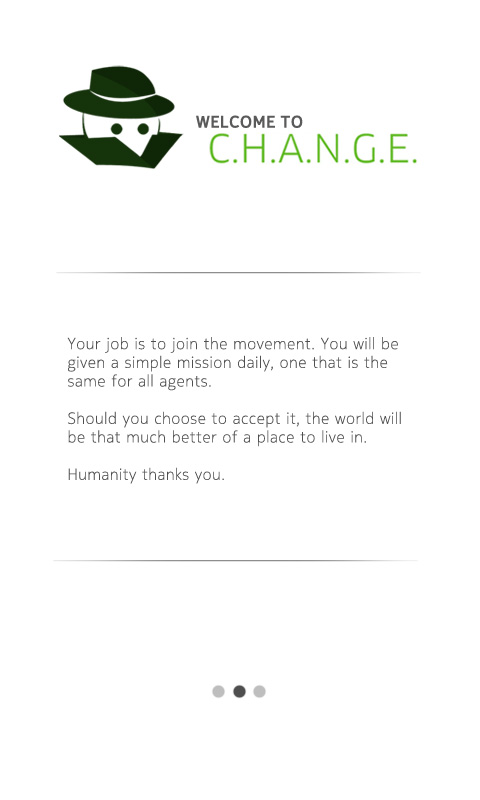 WELCOME TO
C.H.A.N.G.E.
Your job is to join the movement. You will be
given a simple mission daily, one that is the
same for all agents.
Should you choose to accept it, the world will
be that much better of a place to live in.
Humanity thanks you.